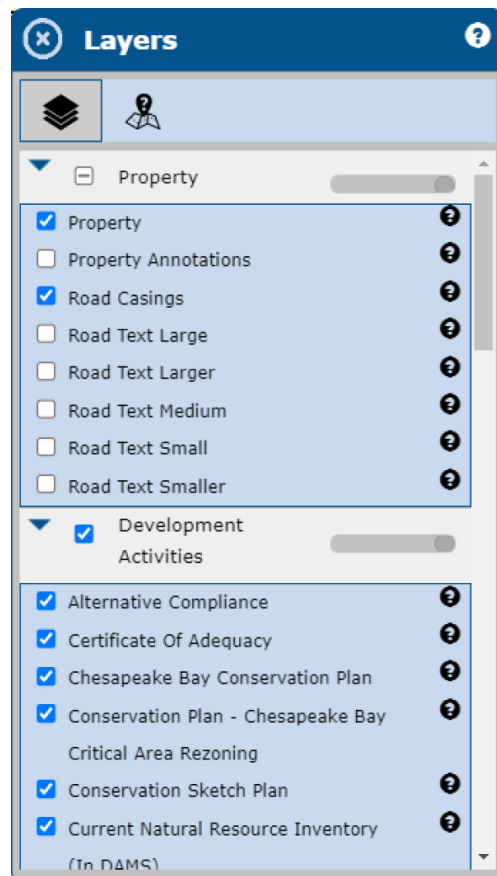 Layers
Property
Property
Property Annotations
Road Casings
Road Text Large
Road Text Larger
Road Text Medium
Road Text Small
Road Text Smaller
Development
Activities
Alternative Compliance
Certificate Of Adequacy
Chesapeake Bay Conservation Plan
Conservation Plan - Chesapeake Bay
Critical Area Rezoning
Conservation Sketch Plan
Current Natural Resource Inventory
(In DAMS)